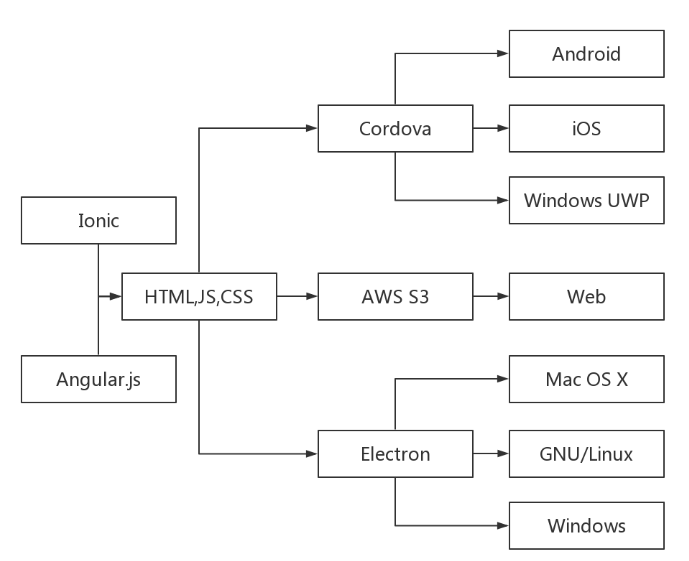 Android
Cordova
iOS
Windows UWP
Ionic
HTML,JS,CSS
AWS S3
Web
Angular.js
Mac OS X
Electron
GNU/Linux
Windows